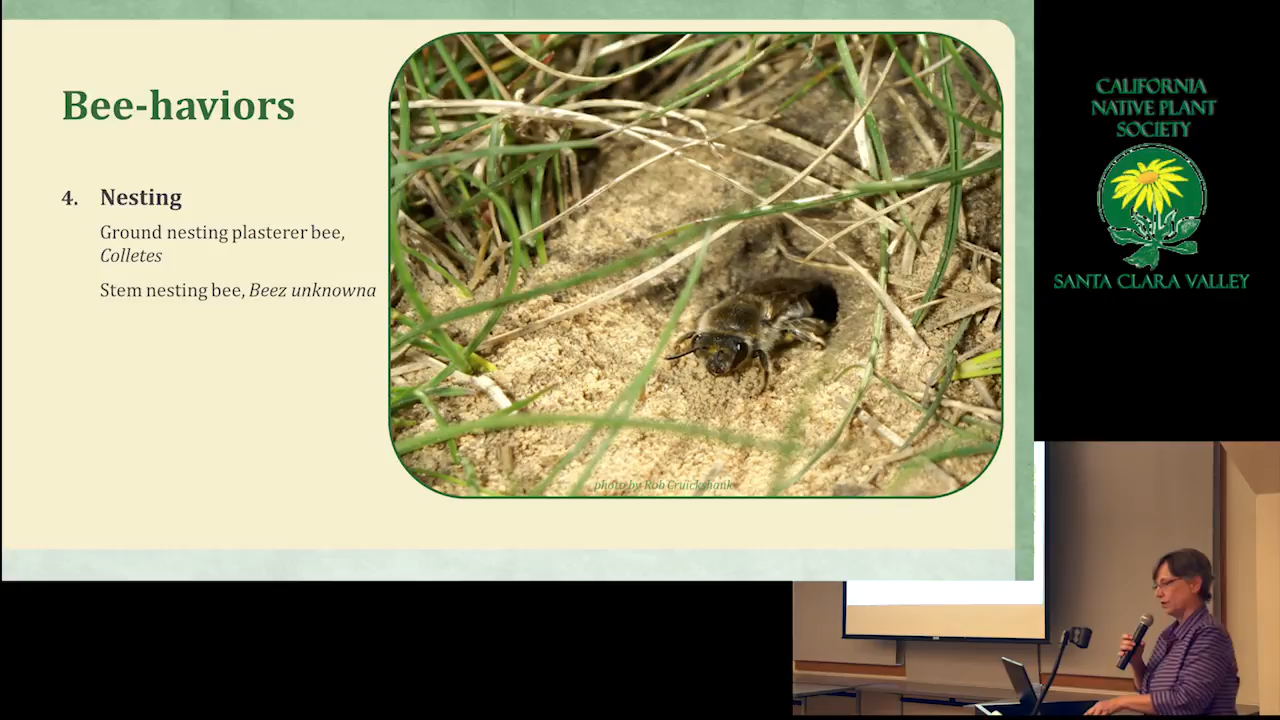 Bee-haviors
4. Nesting
Ground nesting plasterer bee,
Colletes
Stem nesting bee, Beez unknowna
photo by Rob Cruickshank
CALIFORNIA
NATIVE PLANT
SOCIETY
SANTA CLARA VALLEY